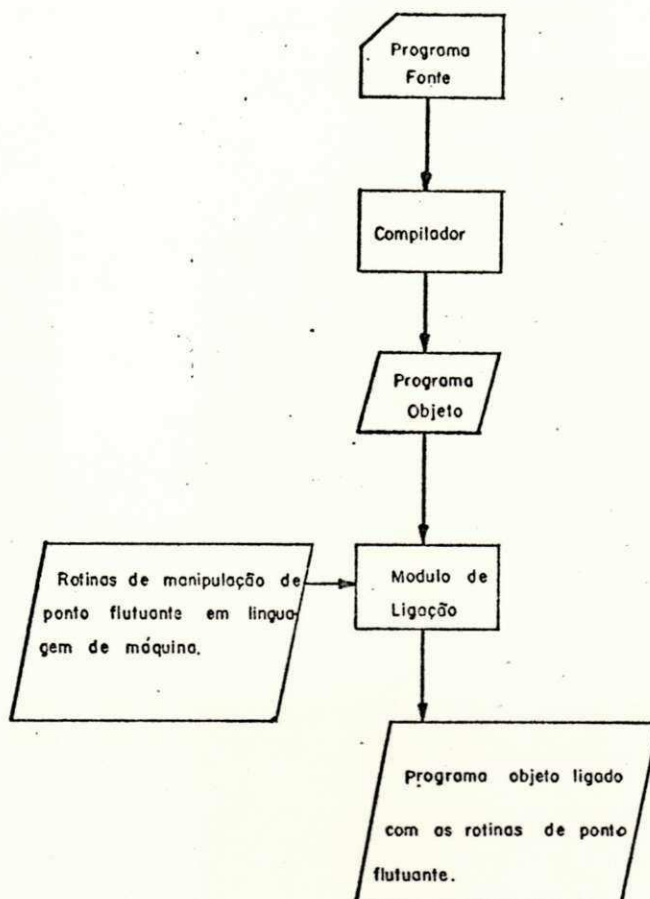 Programa
Fonte
Compilador
Programa
Objeto
Rotinas de manipulação de
ponto flutuante em lingua-
gem de máquina.
Modulo de
Ligação
Programa objeto ligado
com as rotinas de ponto
flutuante.